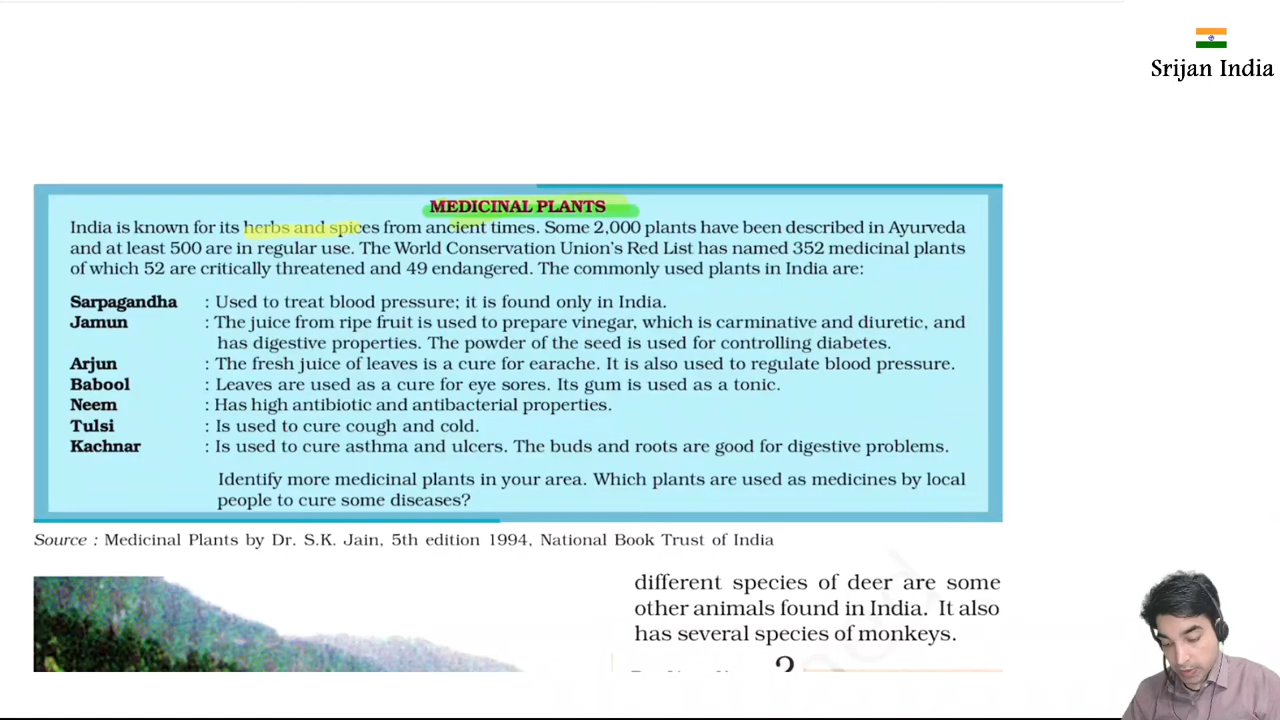 Srijan India
MEDICINAL PLANTS
India is known for its herbs and spices from ancient times. Some 2,000 plants have been described in Ayurveda
and at least 500 are in regular use. The World Conservation Union's Red List has named 352 medicinal plants
of which 52 are critically threatened and 49 endangered. The commonly used plants in India are:
Sarpagandha : Used to treat blood pressure; it is found only in India.
Jamun : The juice from ripe fruit is used to prepare vinegar, which is carminative and diuretic, and
has digestive properties. The powder of the seed is used for controlling diabetes.
Arjun : The fresh juice of leaves is a cure for earache. It is also used to regulate blood pressure.
Babool : Leaves are used as a cure for eye sores. Its gum is used as a tonic.
Neem : Has high antibiotic and antibacterial properties.
Tulsi : Is used to cure cough and cold.
Kachnar : Is used to cure asthma and ulcers. The buds and roots are good for digestive problems.
Identify more medicinal plants in your area. Which plants are used as medicines by local
people to cure some diseases?
Source : Medicinal Plants by Dr. S.K. Jain, 5th edition 1994, National Book Trust of India
different species of deer are some
other animals found in India. It also
has several species of monkeys.